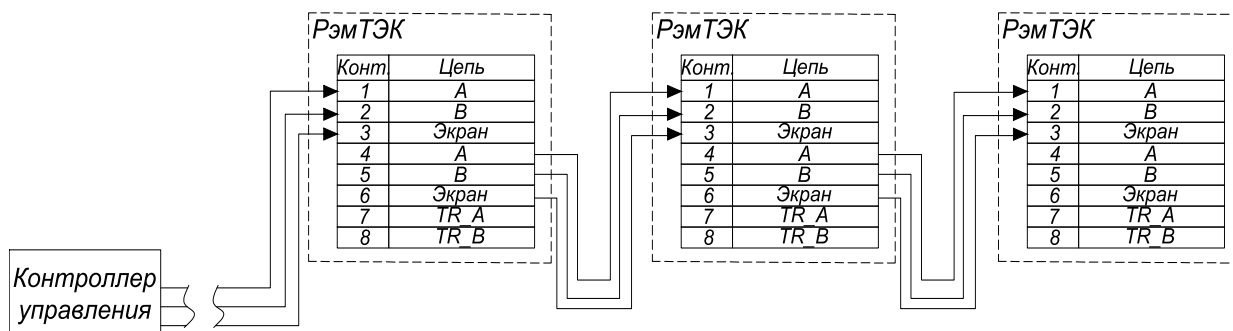 РэмТЭК
Конт. Цепь
1 A
2 B
3 Экран
4 A
5 B
6 Экран
7 TR_A
8 TR_B
РэмТЭК
Конт. Цепь
1 A
2 B
3 Экран
4 A
5 B
6 Экран
7 TR_A
8 TR_B
РэмТЭК
Конт. Цепь
1 A
2 B
3 Экран
4 A
5 B
6 Экран
7 TR_A
8 TR_B
Контроллер
управления